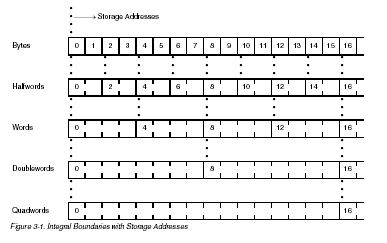 Storage Addresses
Bytes 0 1 2 3 4 5 6 7 8 9 10 11 12 13 14 15 16
Halfwords 0 2 4 6 8 10 12 14 16
Words 0 4 8 12 16
Doublewords 0 8 16
Quadwords 0 16
Figure 3-1. Integral Boundaries with Storage Addresses